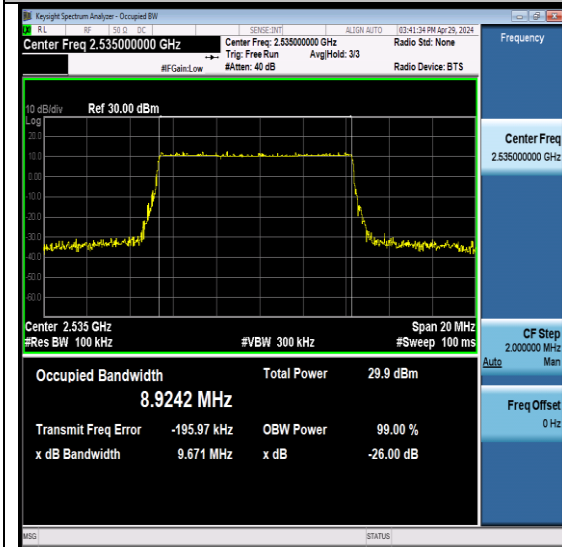 Keysight Spectrum Analyzer - Occupied BW
RL RF 50 Ω DC SENSE:INT ALIGN AUTO 03:41:34 PM Apr 29, 2024
Center Freq 2.535000000 GHz Center Freq: 2.535000000 GHz Radio Std: None Frequency
Trig: Free Run Avg|Hold: 3/3
#IFGain:Low #Atten: 40 dB Radio Device: BTS
10 dB/div Ref 30.00 dBm
Log
20.0
10.0
0.00
-10.0
-20.0
-30.0
-40.0
-50.0
-60.0
Center Freq
2.535000000 GHz
Center 2.535 GHz Span 20 MHz
#Res BW 100 kHz #VBW 300 kHz #Sweep 100 ms
CF Step
2.000000 MHz
Auto Man
Occupied Bandwidth Total Power 29.9 dBm
8.9242 MHz
Transmit Freq Error -195.97 kHz OBW Power 99.00 %
x dB Bandwidth 9.671 MHz x dB -26.00 dB
Freq Offset
0 Hz
MSG STATUS